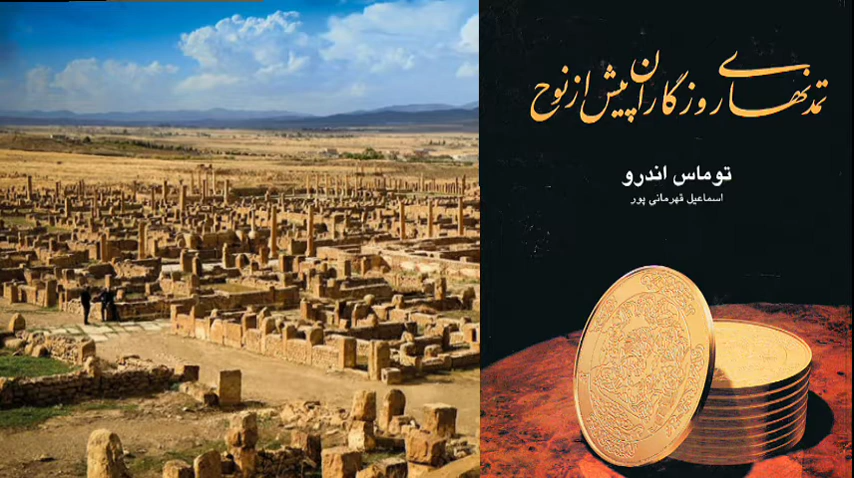 تمدنهای روزگاران پیش از نوح
توماس اندرو
اسماعیل قهرمانی پور